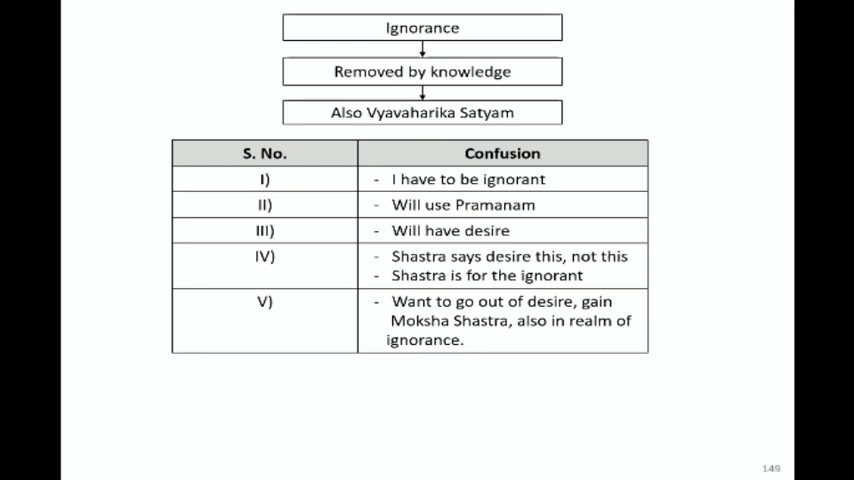 Ignorance
Removed by knowledge
Also Vyavaharika Satyam
S. No. Confusion
I) - I have to be ignorant
II) - Will use Pramanam
III) - Will have desire
IV) - Shastra says desire this, not this
- Shastra is for the ignorant
V) - Want to go out of desire, gain
Moksha Shastra, also in realm of
ignorance.
149